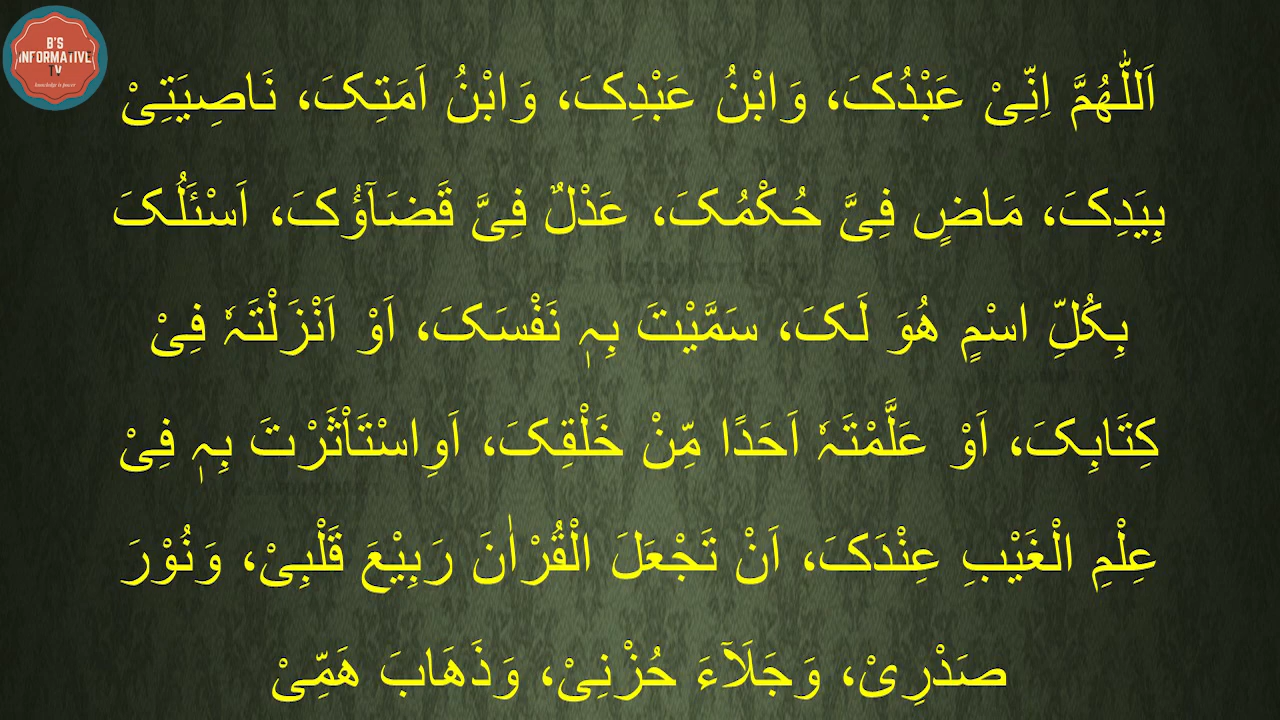 B'S
INFORMATIVE
TV
knowledge is power
اَللّٰھُمَّ اِنِّیْ عَبْدُکَ، وَابْنُ عَبْدِکَ، وَابْنُ اَمَتِکَ، نَاصِیَتِیْ
بِیَدِکَ، مَاضٍ فِیَّ حُکْمُکَ، عَدْلٌ فِیَّ قَضَآؤُکَ، اَسْئَلُکَ
بِکُلِّ اسْمٍ ھُوَ لَکَ، سَمَّیْتَ بِہٖ نَفْسَکَ، اَوْ اَنْزَلْتَہٗ فِیْ
کِتَابِکَ، اَوْ عَلَّمْتَہٗ اَحَدًا مِّنْ خَلْقِکَ، اَوِاسْتَاْثَرْتَ بِہٖ فِیْ
عِلْمِ الْغَیْبِ عِنْدَکَ، اَنْ تَجْعَلَ الْقُرْاٰنَ رَبِیْعَ قَلْبِیْ، وَنُوْرَ
صَدْرِیْ، وَجَلَآءَ حُزْنِیْ، وَذَھَابَ ھَمِّیْ